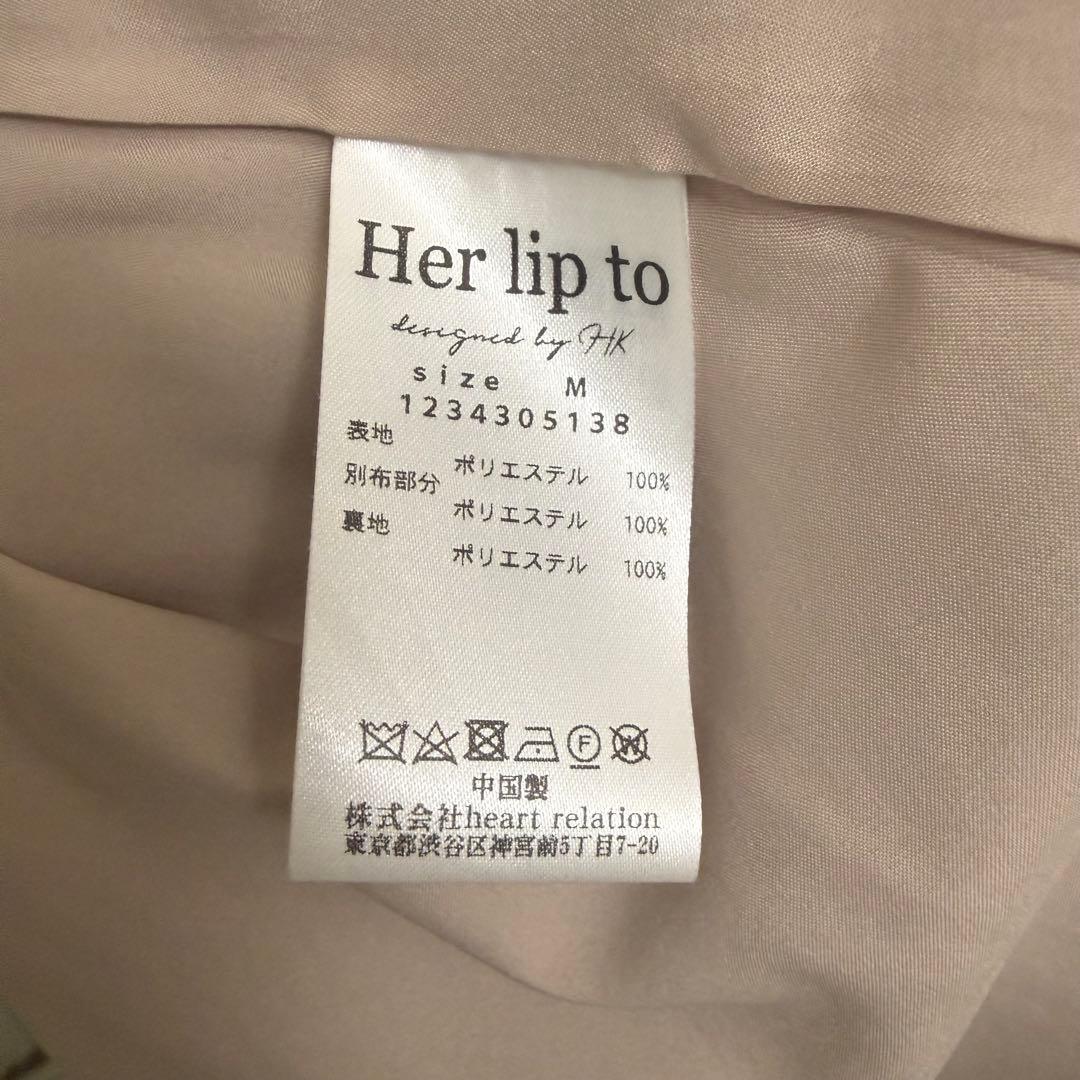 Her lip to
designed by HK
size M
1234305138
表地
ポリエステル 100%
別布部分
ポリエステル 100%
裏地
ポリエステル 100%
F
W
中国製
株式会社heart relation
東京都渋谷区神宮前5丁目7-20